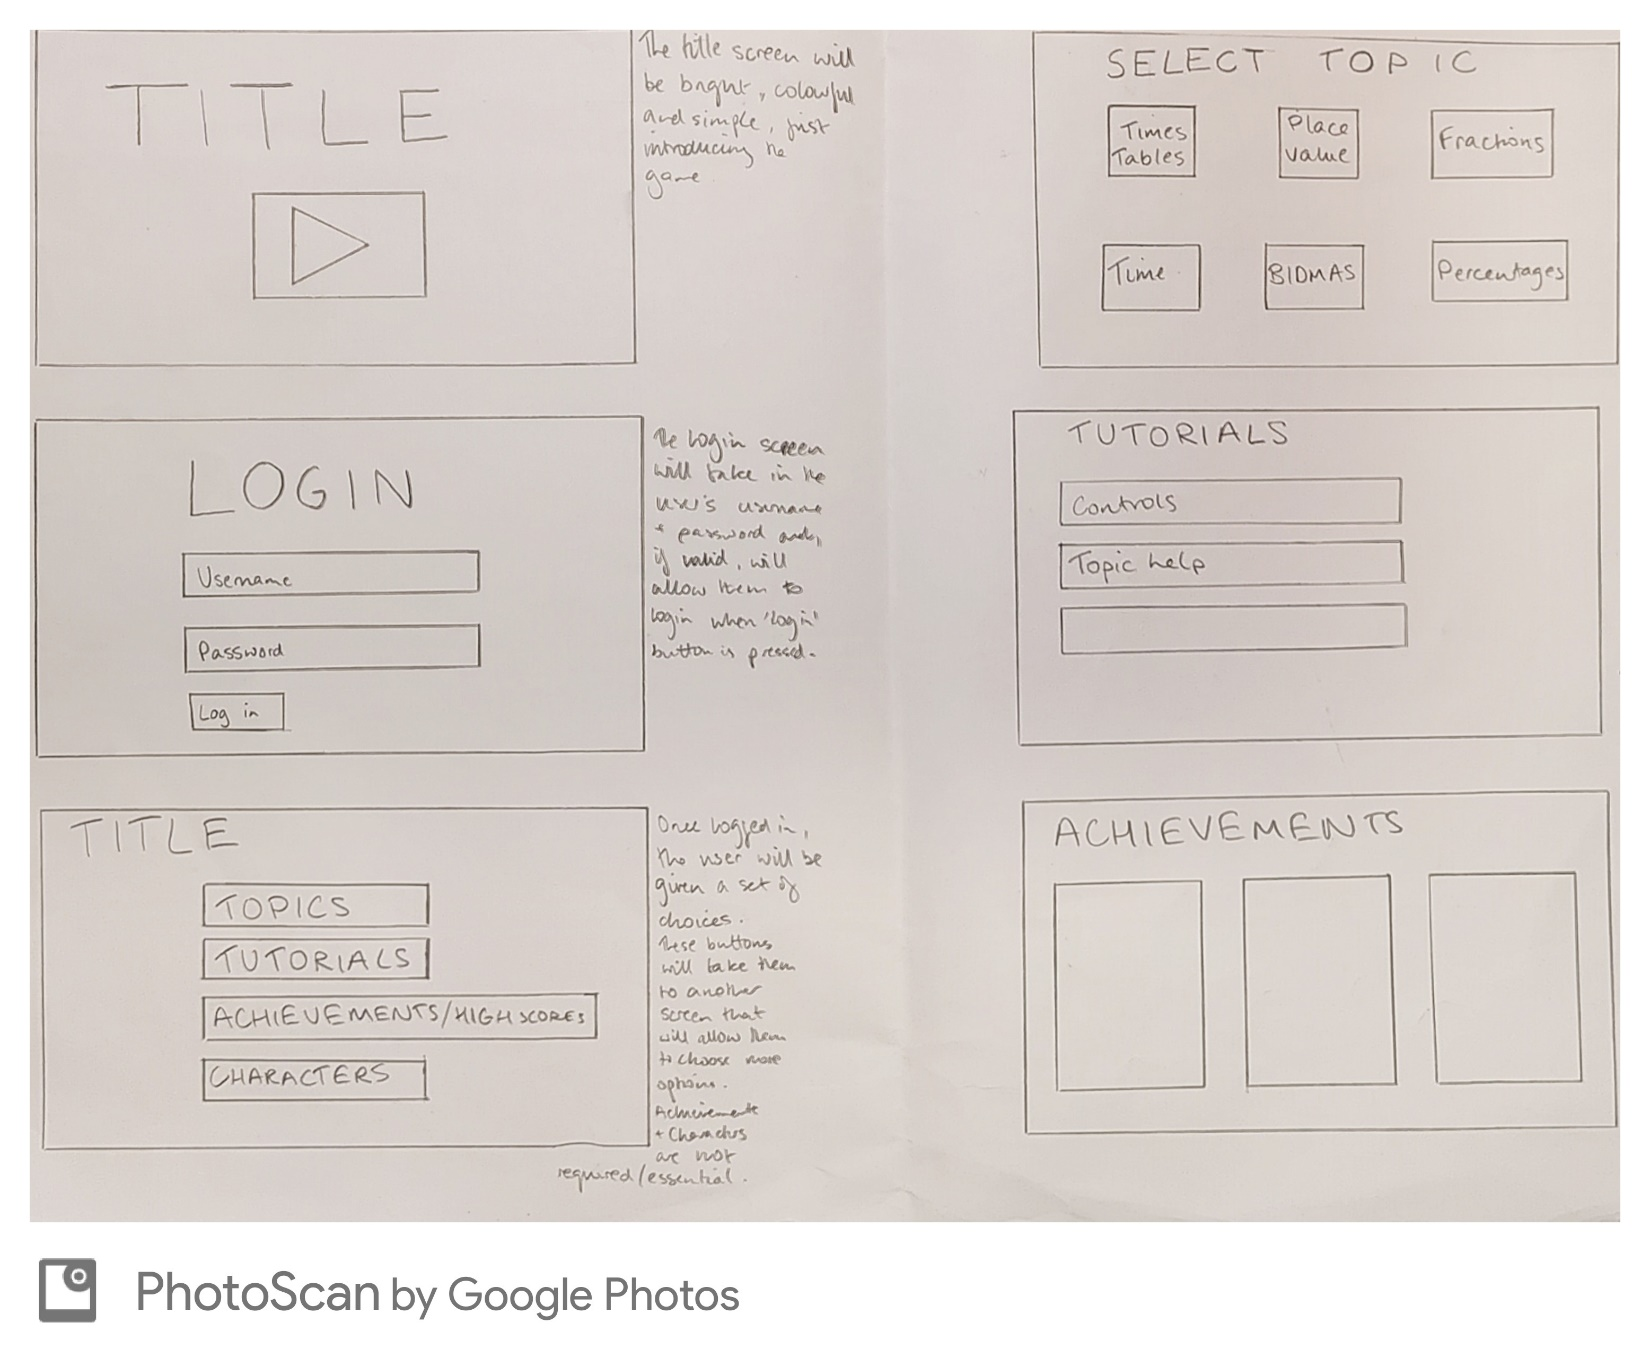 TITLE
The title screen will
be bright, colourful
and simple, just
introducing the
game
LOGIN
Username
Password
Log in
The login screen
will take in the
user's username
+ password and,
if valid, will
allow them to
login when 'login'
button is pressed.
TITLE
TOPICS
TUTORIALS
ACHIEVEMENTS/HIGH SCORES
CHARACTERS
Once logged in,
the user will be
given a set of
choices.
These buttons
will take them
to another
screen that
will allow them
to choose more
options.
Achievements
+ Characters
are not
required/essential.
SELECT TOPIC
Times
Tables
Place
value
Fractions
Time
BIDMAS
Percentages
TUTORIALS
Controls
Topic help
ACHIEVEMENTS
PhotoScan by Google Photos